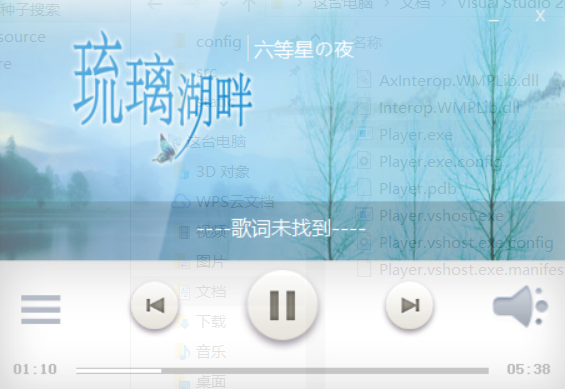 种子搜索
这台电脑
文档
Visual Studio 2
_ X
source
config
六等星の夜
名称
re
琉璃湖畔
src
AxInterop.WMPLib.dll
Interop.WMPLib.dll
这台电脑
Player.exe
3D 对象
Player.exe.config
WPS云文档
Player.pdb
----歌词未找到----
Player.vshost.exe
视频
Player.vshost.exe.config
图片
Player.vshost.exe.manifes
文档
下载
音乐
01:10
05:38
桌面